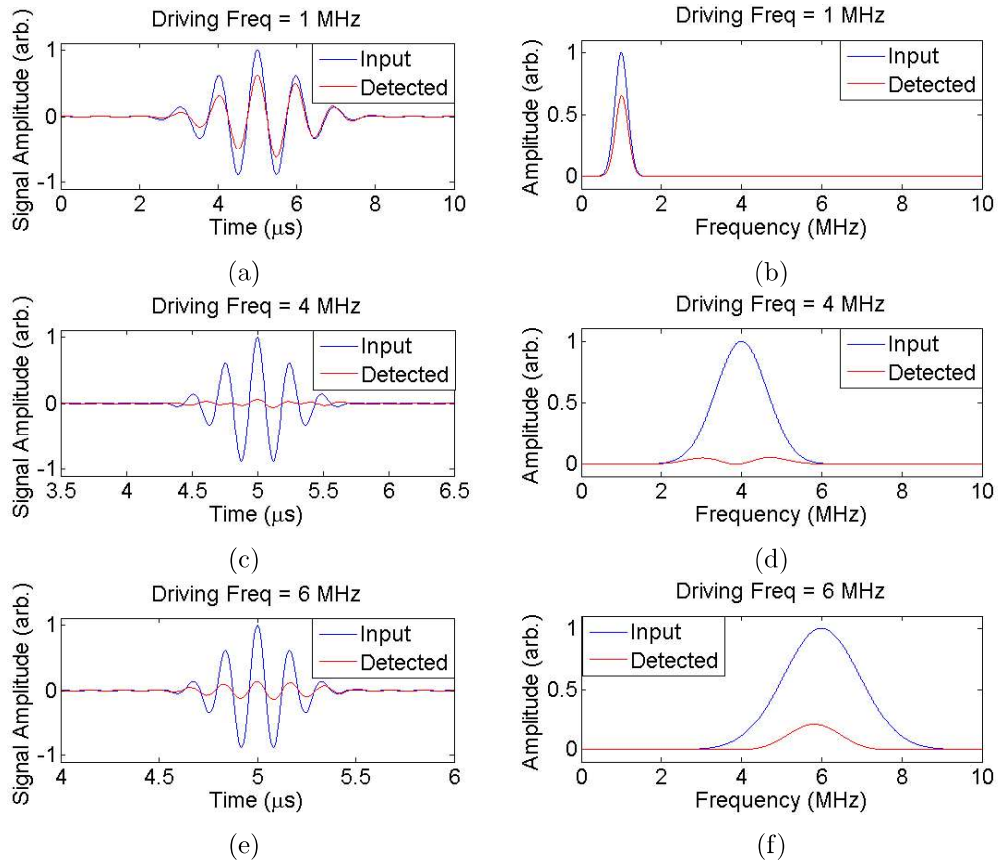 Driving Freq = 1 MHz
Signal Amplitude (arb.)
1
0
-1
Input
Detected
0 2 4 6 8 10
Time (μs)
(a)
Driving Freq = 1 MHz
Amplitude (arb.)
1
0.5
0
Input
Detected
0 2 4 6 8 10
Frequency (MHz)
(b)
Driving Freq = 4 MHz
Signal Amplitude (arb.)
1
0
-1
Input
Detected
3.5 4 4.5 5 5.5 6 6.5
Time (μs)
(c)
Driving Freq = 4 MHz
Amplitude (arb.)
1
0.5
0
Input
Detected
0 2 4 6 8 10
Frequency (MHz)
(d)
Driving Freq = 6 MHz
Signal Amplitude (arb.)
1
0
-1
Input
Detected
4 4.5 5 5.5 6
Time (μs)
(e)
Driving Freq = 6 MHz
Amplitude (arb.)
1
0.5
0
Input
Detected
0 2 4 6 8 10
Frequency (MHz)
(f)